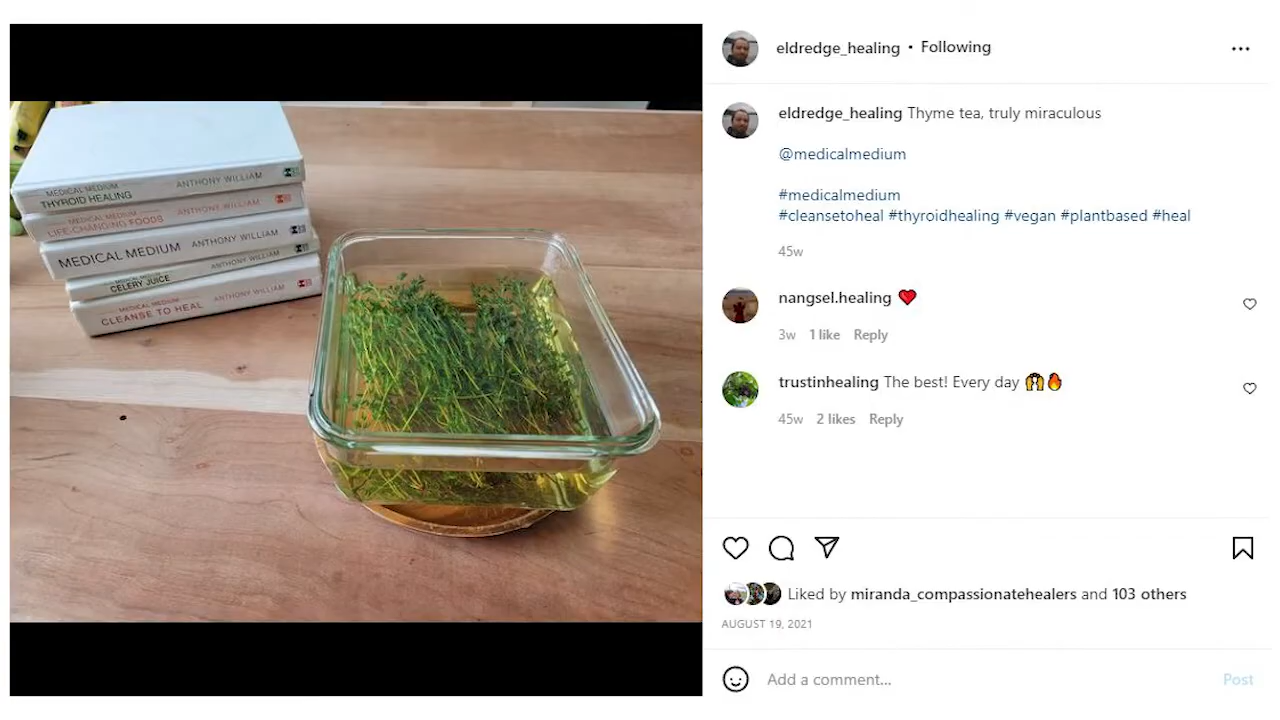 MEDICAL MEDIUM
THYROID HEALING
ANTHONY WILLIAM
MEDICAL MEDIUM
LIFE-CHANGING FOODS
ANTHONY WILLIAM
MEDICAL MEDIUM
ANTHONY WILLIAM
MEDICAL MEDIUM
CELERY JUICE
ANTHONY WILLIAM
MEDICAL MEDIUM
CLEANSE TO HEAL
ANTHONY WILLIAM
eldredge_healing • Following
eldredge_healing Thyme tea, truly miraculous
@medicalmedium
#medicalmedium
#cleansetoheal #thyroidhealing #vegan #plantbased #heal
45w
nangsel.healing ❤️
3w 1 like Reply
trustinhealing The best! Every day 🙌🔥
45w 2 likes Reply
Liked by miranda_compassionatehealers and 103 others
AUGUST 19, 2021
Add a comment...
Post